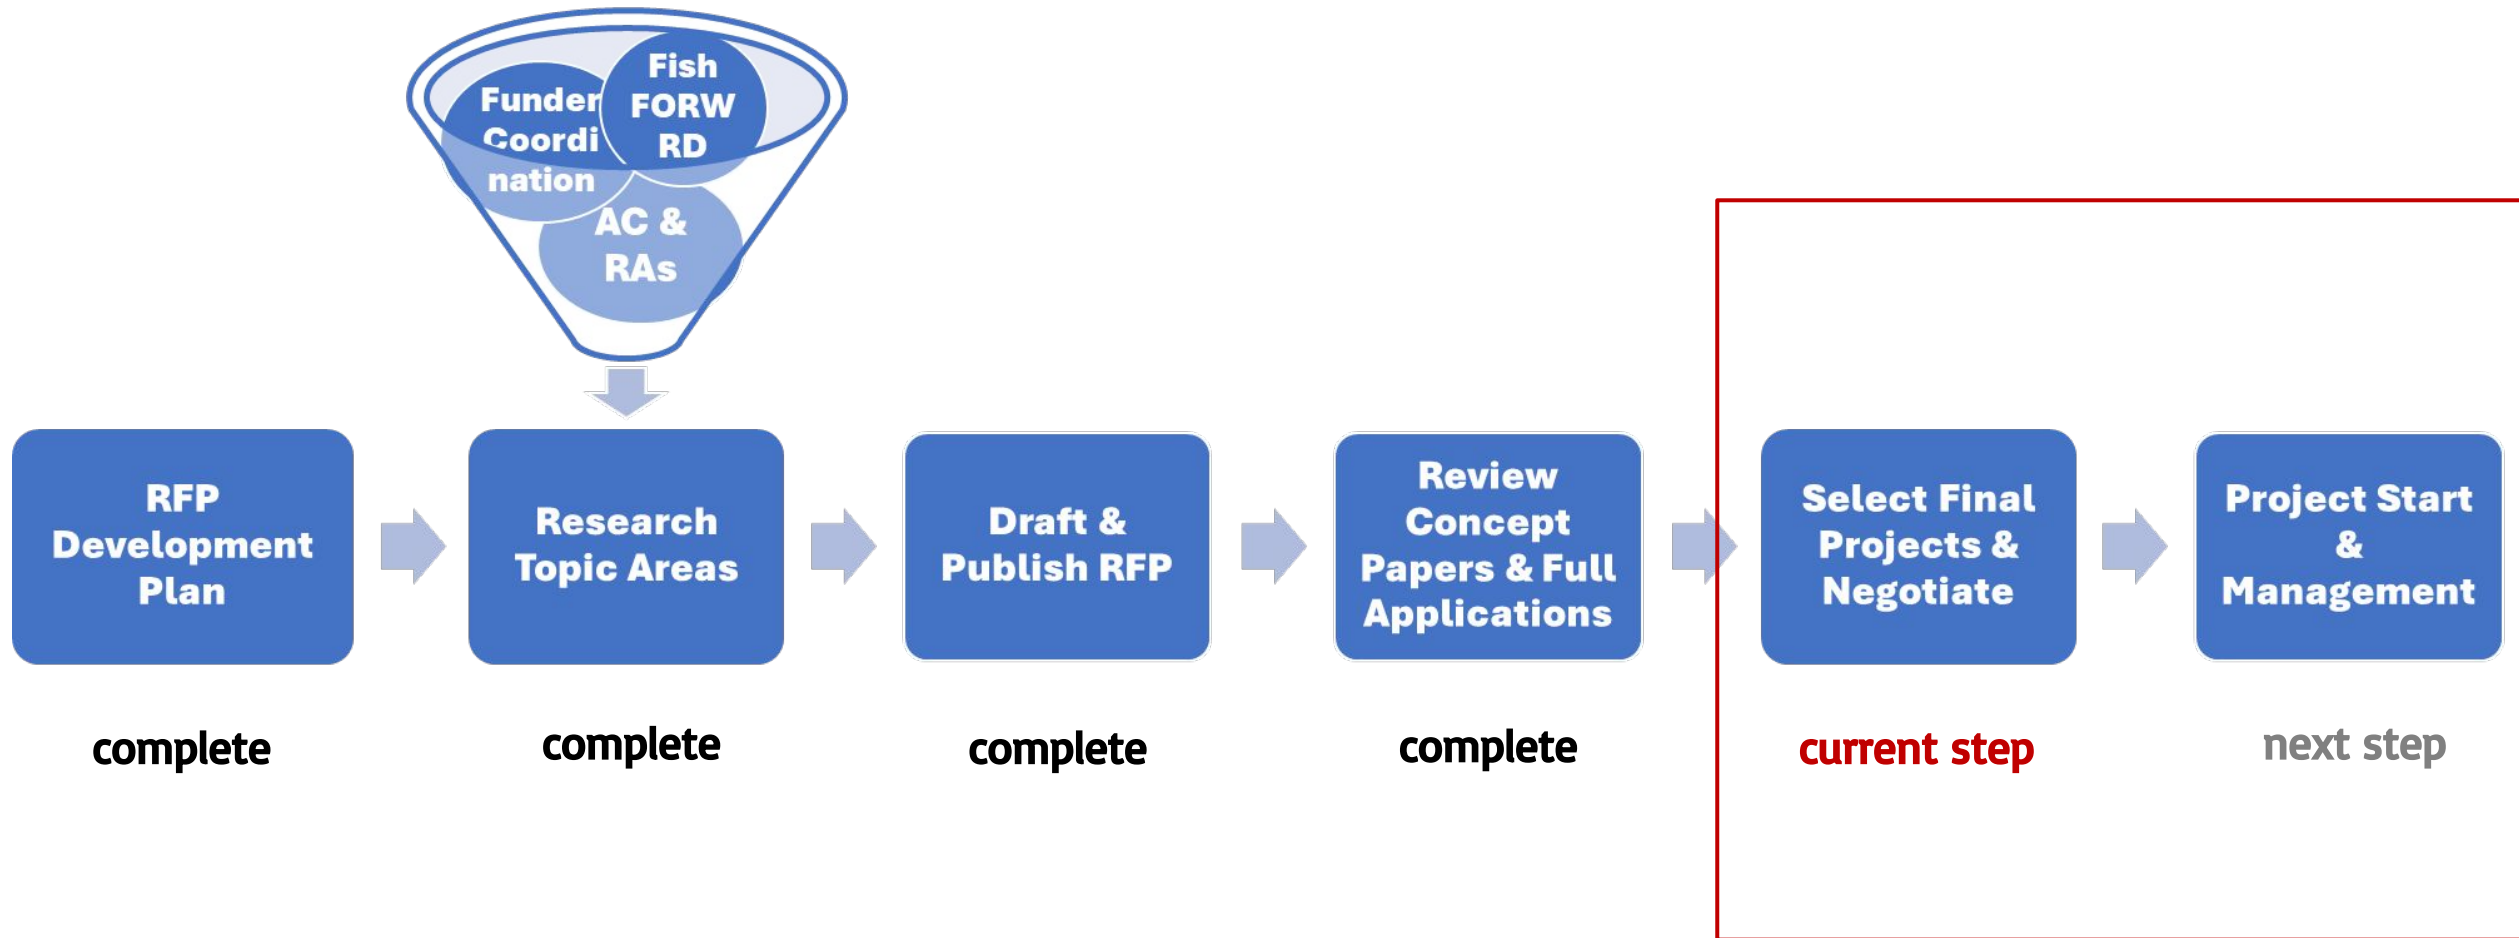 Fish
FORW
RD
Funder
Coordi
nation
AC &
RAs
RFP
Development
Plan
Research
Topic Areas
Draft &
Publish RFP
Review
Concept
Papers & Full
Applications
Select Final
Projects &
Negotiate
Project Start
&
Management
complete
complete
complete
complete
current step
next step